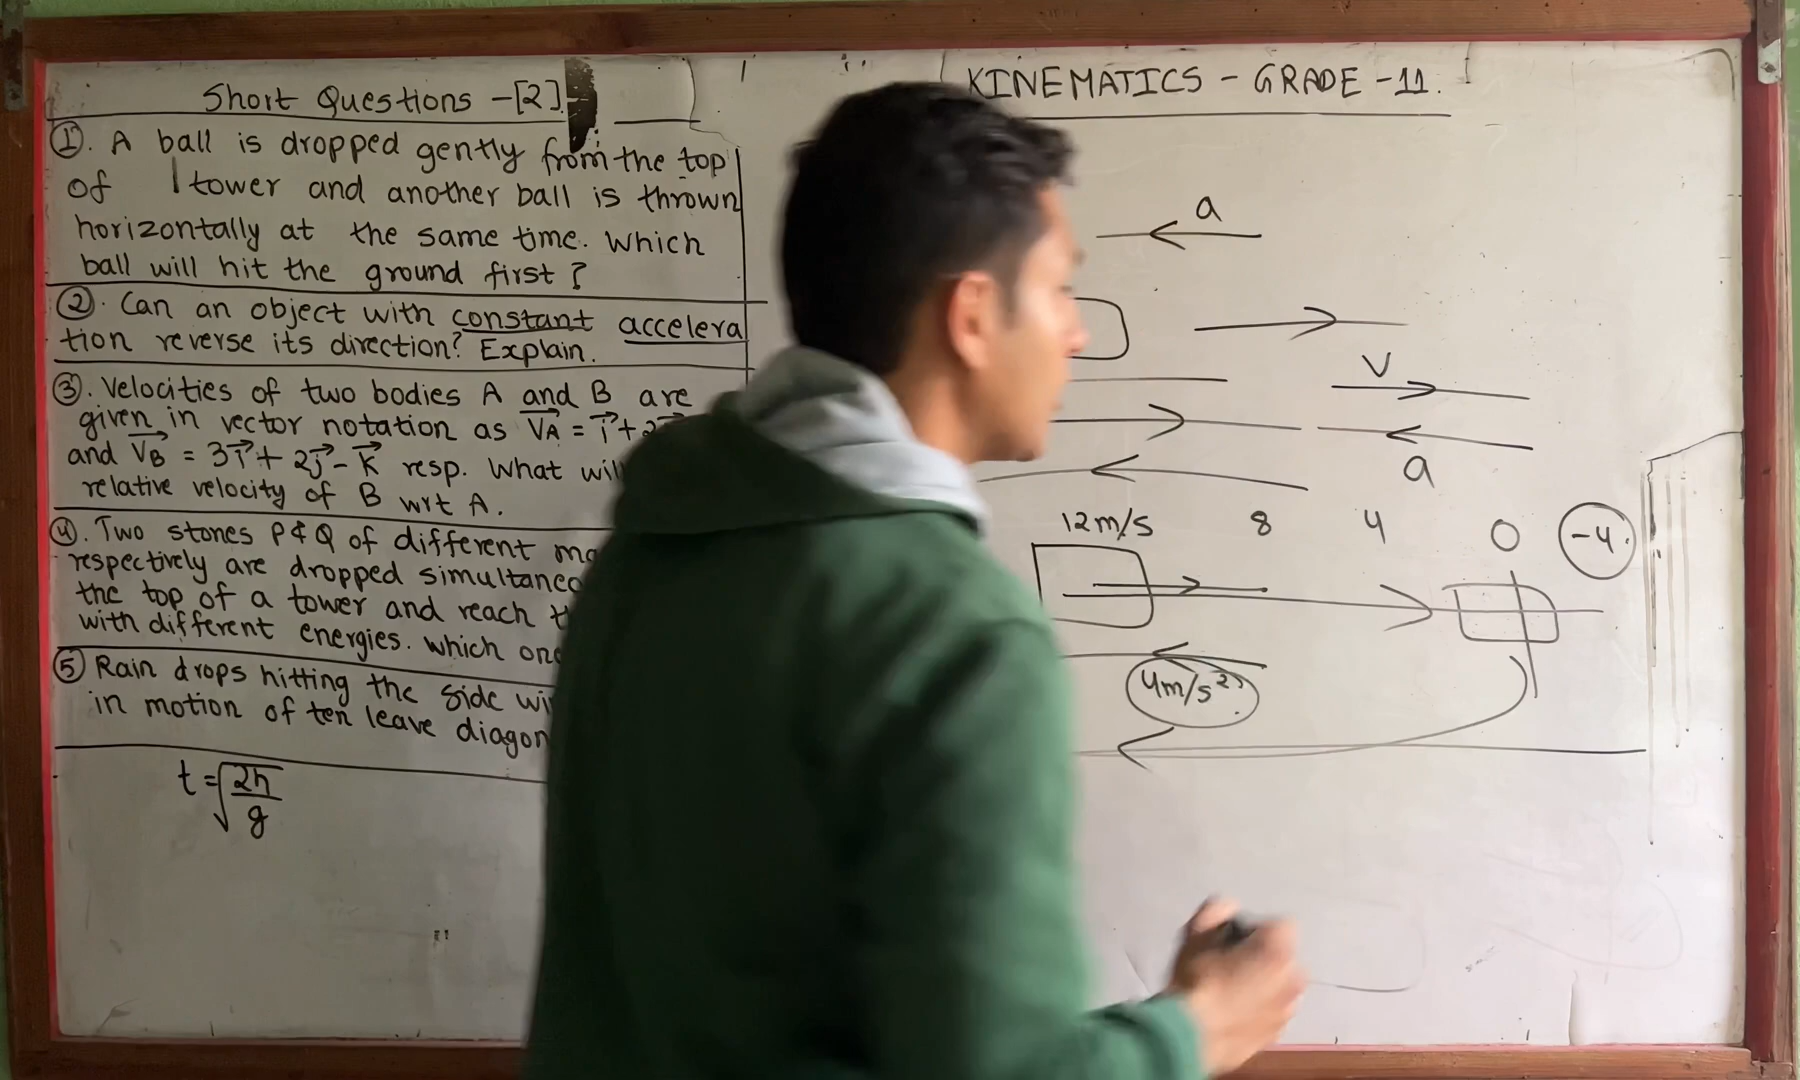 Short Questions -[2]
①. A ball is dropped gently from the top
of tower and another ball is thrown
horizontally at the same time. Which
ball will hit the ground first?
②. Can an object with constant accelera
tion reverse its direction? Explain.
③. Velocities of two bodies A and B are
given in vector notation as VA = i + 2
and VB = 3i + 2j - k resp. What
relative velocity of B wrt A.
④. Two stones P & Q of different
respectively are dropped
the top of a tower and reach
with different energies. which
⑤ Rain drops hitting the side
in motion of ten leave
t = √2h/g
KINEMATICS - GRADE -11.
a
v
a
12m/s 8 4 0 -4.
4m/s²